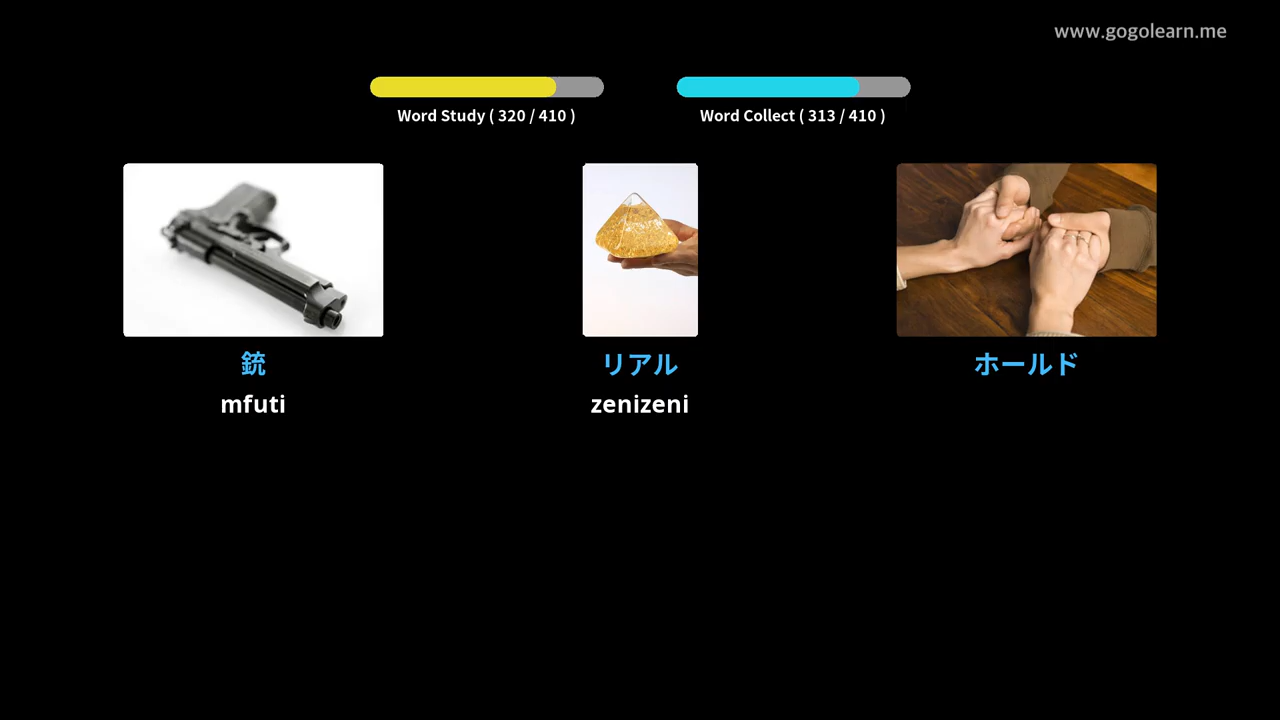 www.gogolearn.me
Word Study ( 320 / 410 )
Word Collect ( 313 / 410 )
銃
mfuti
リアル
zenizeni
ホールド